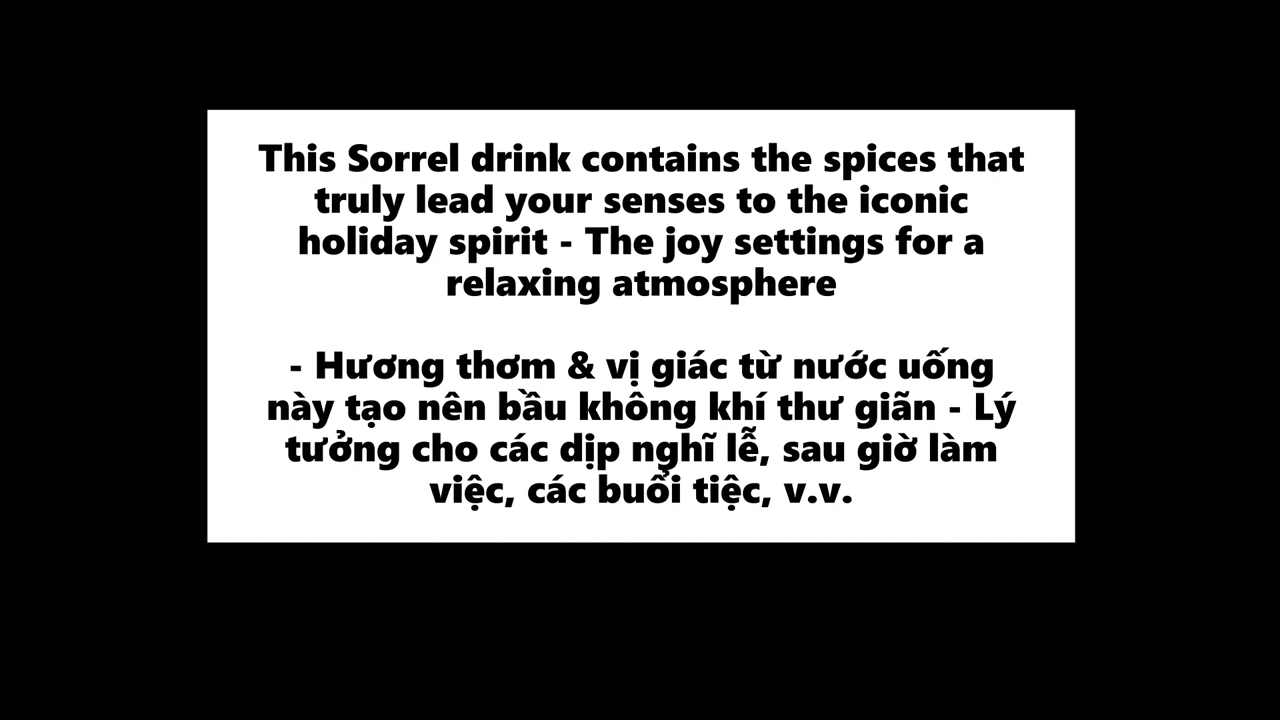 This Sorrel drink contains the spices that
truly lead your senses to the iconic
holiday spirit - The joy settings for a
relaxing atmosphere
- Hương thơm & vị giác từ nước uống
này tạo nên bầu không khí thư giãn - Lý
tưởng cho các dịp nghĩ lễ, sau giờ làm
việc, các buổi tiệc, v.v.